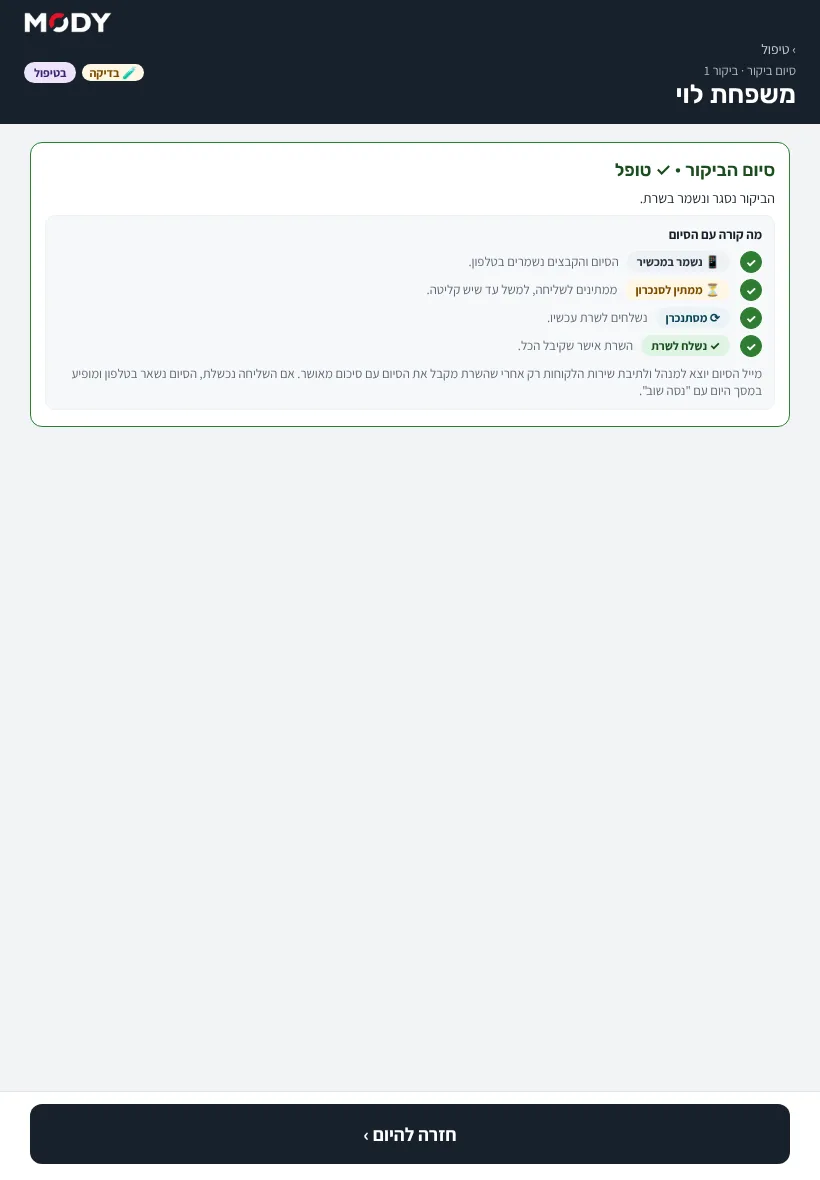 MODY
› טיפול
סיום ביקור · ביקור 1
משפחת לוי
🧪 בדיקה
בטיפול
סיום הביקור • ✓ טופל
הביקור נסגר ונשמר בשרת.
מה קורה עם הסיום
✓ 📱 נשמר במכשיר הסיום והקבצים נשמרים בטלפון.
✓ ⏳ ממתין לסנכרון ממתינים לשליחה, למשל עד שיש קליטה.
✓ ⟳ מסתנכרן נשלחים לשרת עכשיו.
✓ ✓ נשלח לשרת השרת אישר שקיבל הכל.
מייל הסיום יוצא למנהל ולתיבת שירות הלקוחות רק אחרי שהשרת מקבל את הסיום עם סיכום מאושר. אם השליחה נכשלת, הסיום נשאר בטלפון ומופיע
במסך היום עם "נסה שוב".
חזרה להיום ›